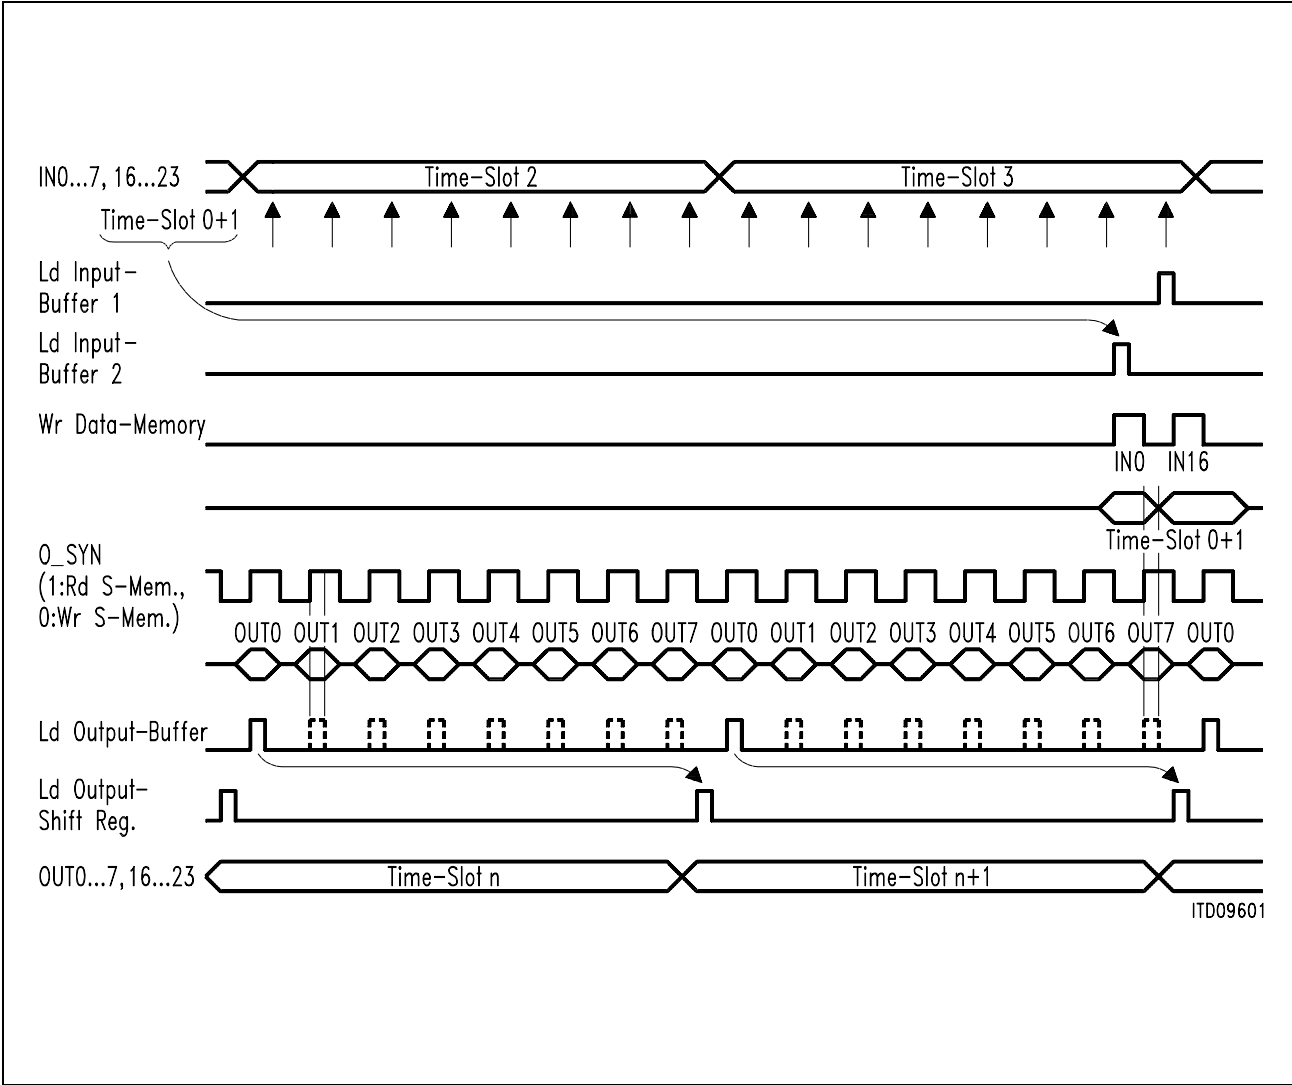 IN0...7, 16...23
Time-Slot 2
Time-Slot 3
Time-Slot 0+1
Ld Input-
Buffer 1
Ld Input-
Buffer 2
Wr Data-Memory
IN0 IN16
Time-Slot 0+1
O_SYN
(1:Rd S-Mem.,
0:Wr S-Mem.)
OUT0 OUT1 OUT2 OUT3 OUT4 OUT5 OUT6 OUT7 OUT0 OUT1 OUT2 OUT3 OUT4 OUT5 OUT6 OUT7 OUT0
Ld Output-Buffer
Ld Output-
Shift Reg.
OUT0...7, 16...23
Time-Slot n
Time-Slot n+1
ITD09601